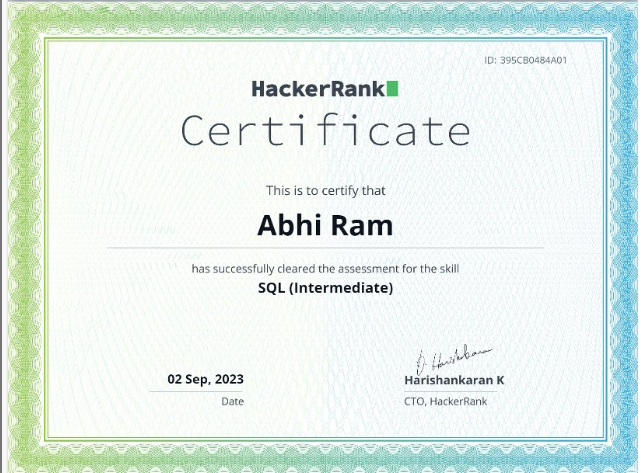 ID: 395CB0484A01
HackerRank
Certificate
This is to certify that
Abhi Ram
has successfully cleared the assessment for the skill
SQL (Intermediate)
02 Sep, 2023
Date
Harishankaran K
CTO, HackerRank